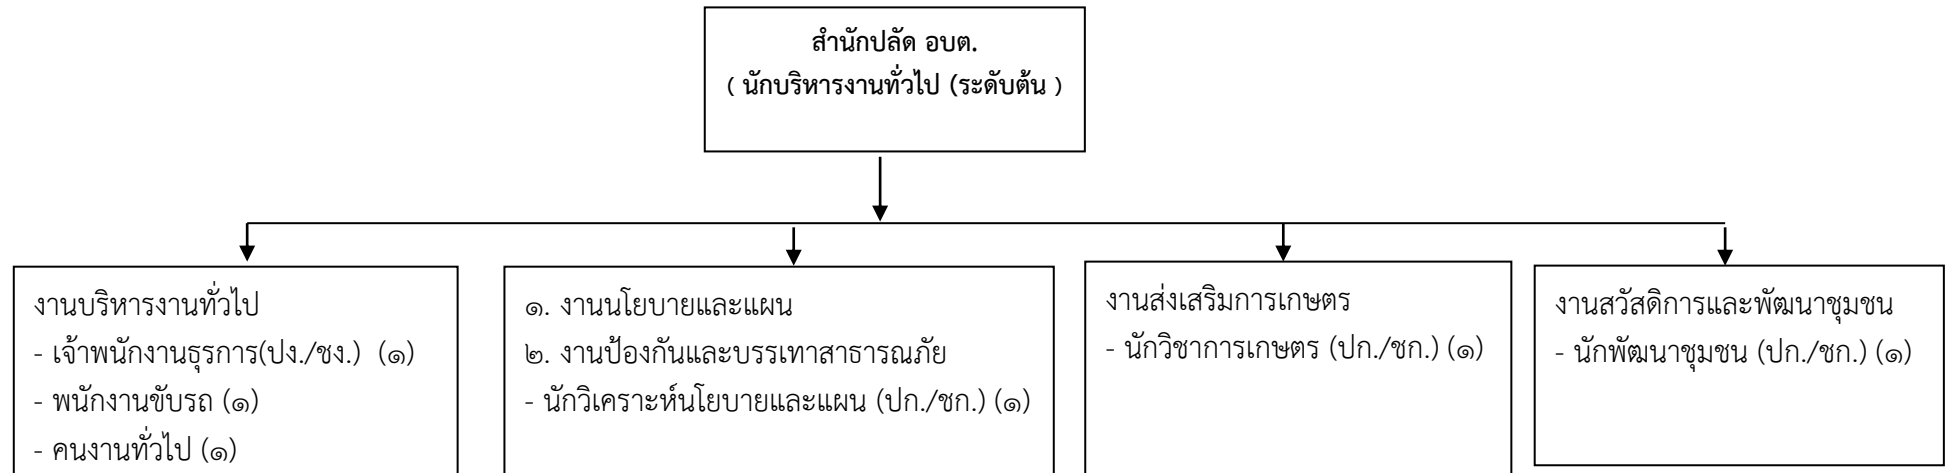 สำนักปลัด อบต.
( นักบริหารงานทั่วไป (ระดับต้น )
งานบริหารงานทั่วไป
- เจ้าพนักงานธุรการ(ปง./ชง.) (๑)
- พนักงานขับรถ (๑)
- คนงานทั่วไป (๑)
๑. งานนโยบายและแผน
๒. งานป้องกันและบรรเทาสาธารณภัย
- นักวิเคราะห์นโยบายและแผน (ปก./ชก.) (๑)
งานส่งเสริมการเกษตร
- นักวิชาการเกษตร (ปก./ชก.) (๑)
งานสวัสดิการและพัฒนาชุมชน
- นักพัฒนาชุมชน (ปก./ชก.) (๑)